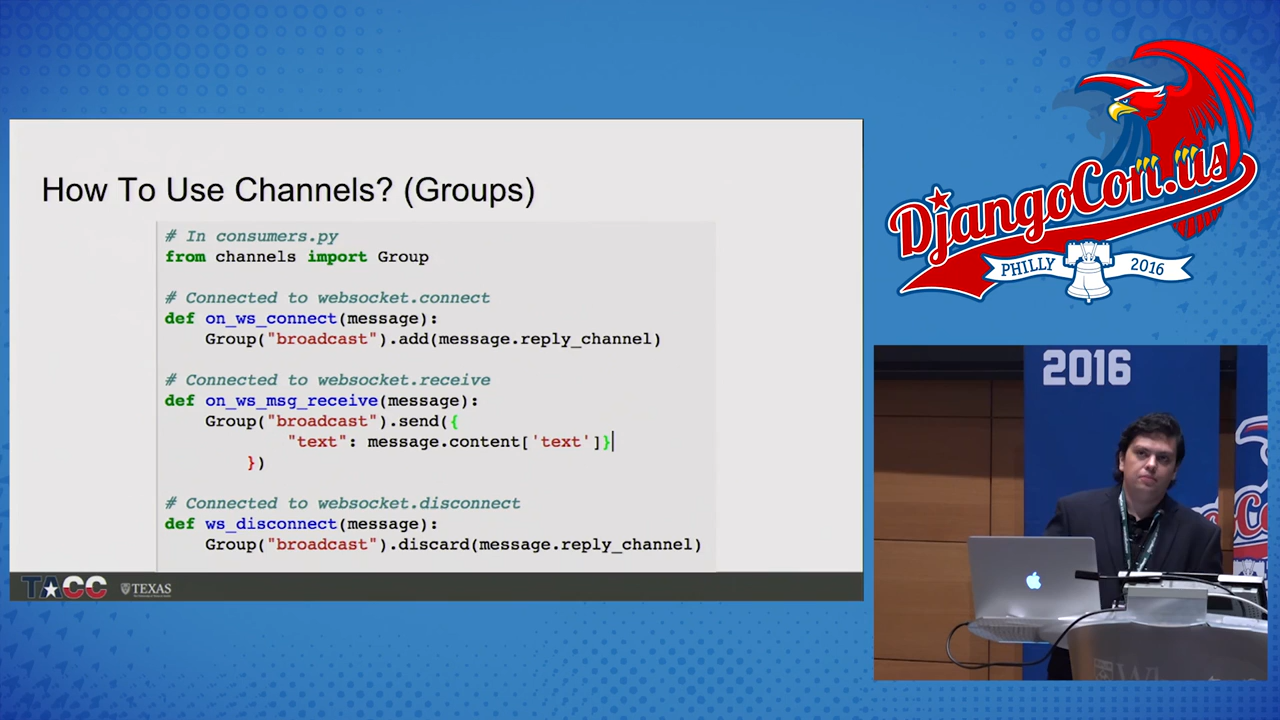 How To Use Channels? (Groups)
# In consumers.py
from channels import Group
# Connected to websocket.connect
def on_ws_connect(message):
Group("broadcast").add(message.reply_channel)
# Connected to websocket.receive
def on_ws_msg_receive(message):
Group("broadcast").send({
"text": message.content['text']}
})
# Connected to websocket.disconnect
def ws_disconnect(message):
Group("broadcast").discard(message.reply_channel)
TACC
TEXAS
DjangoCon.us
PHILLY 2016
2016